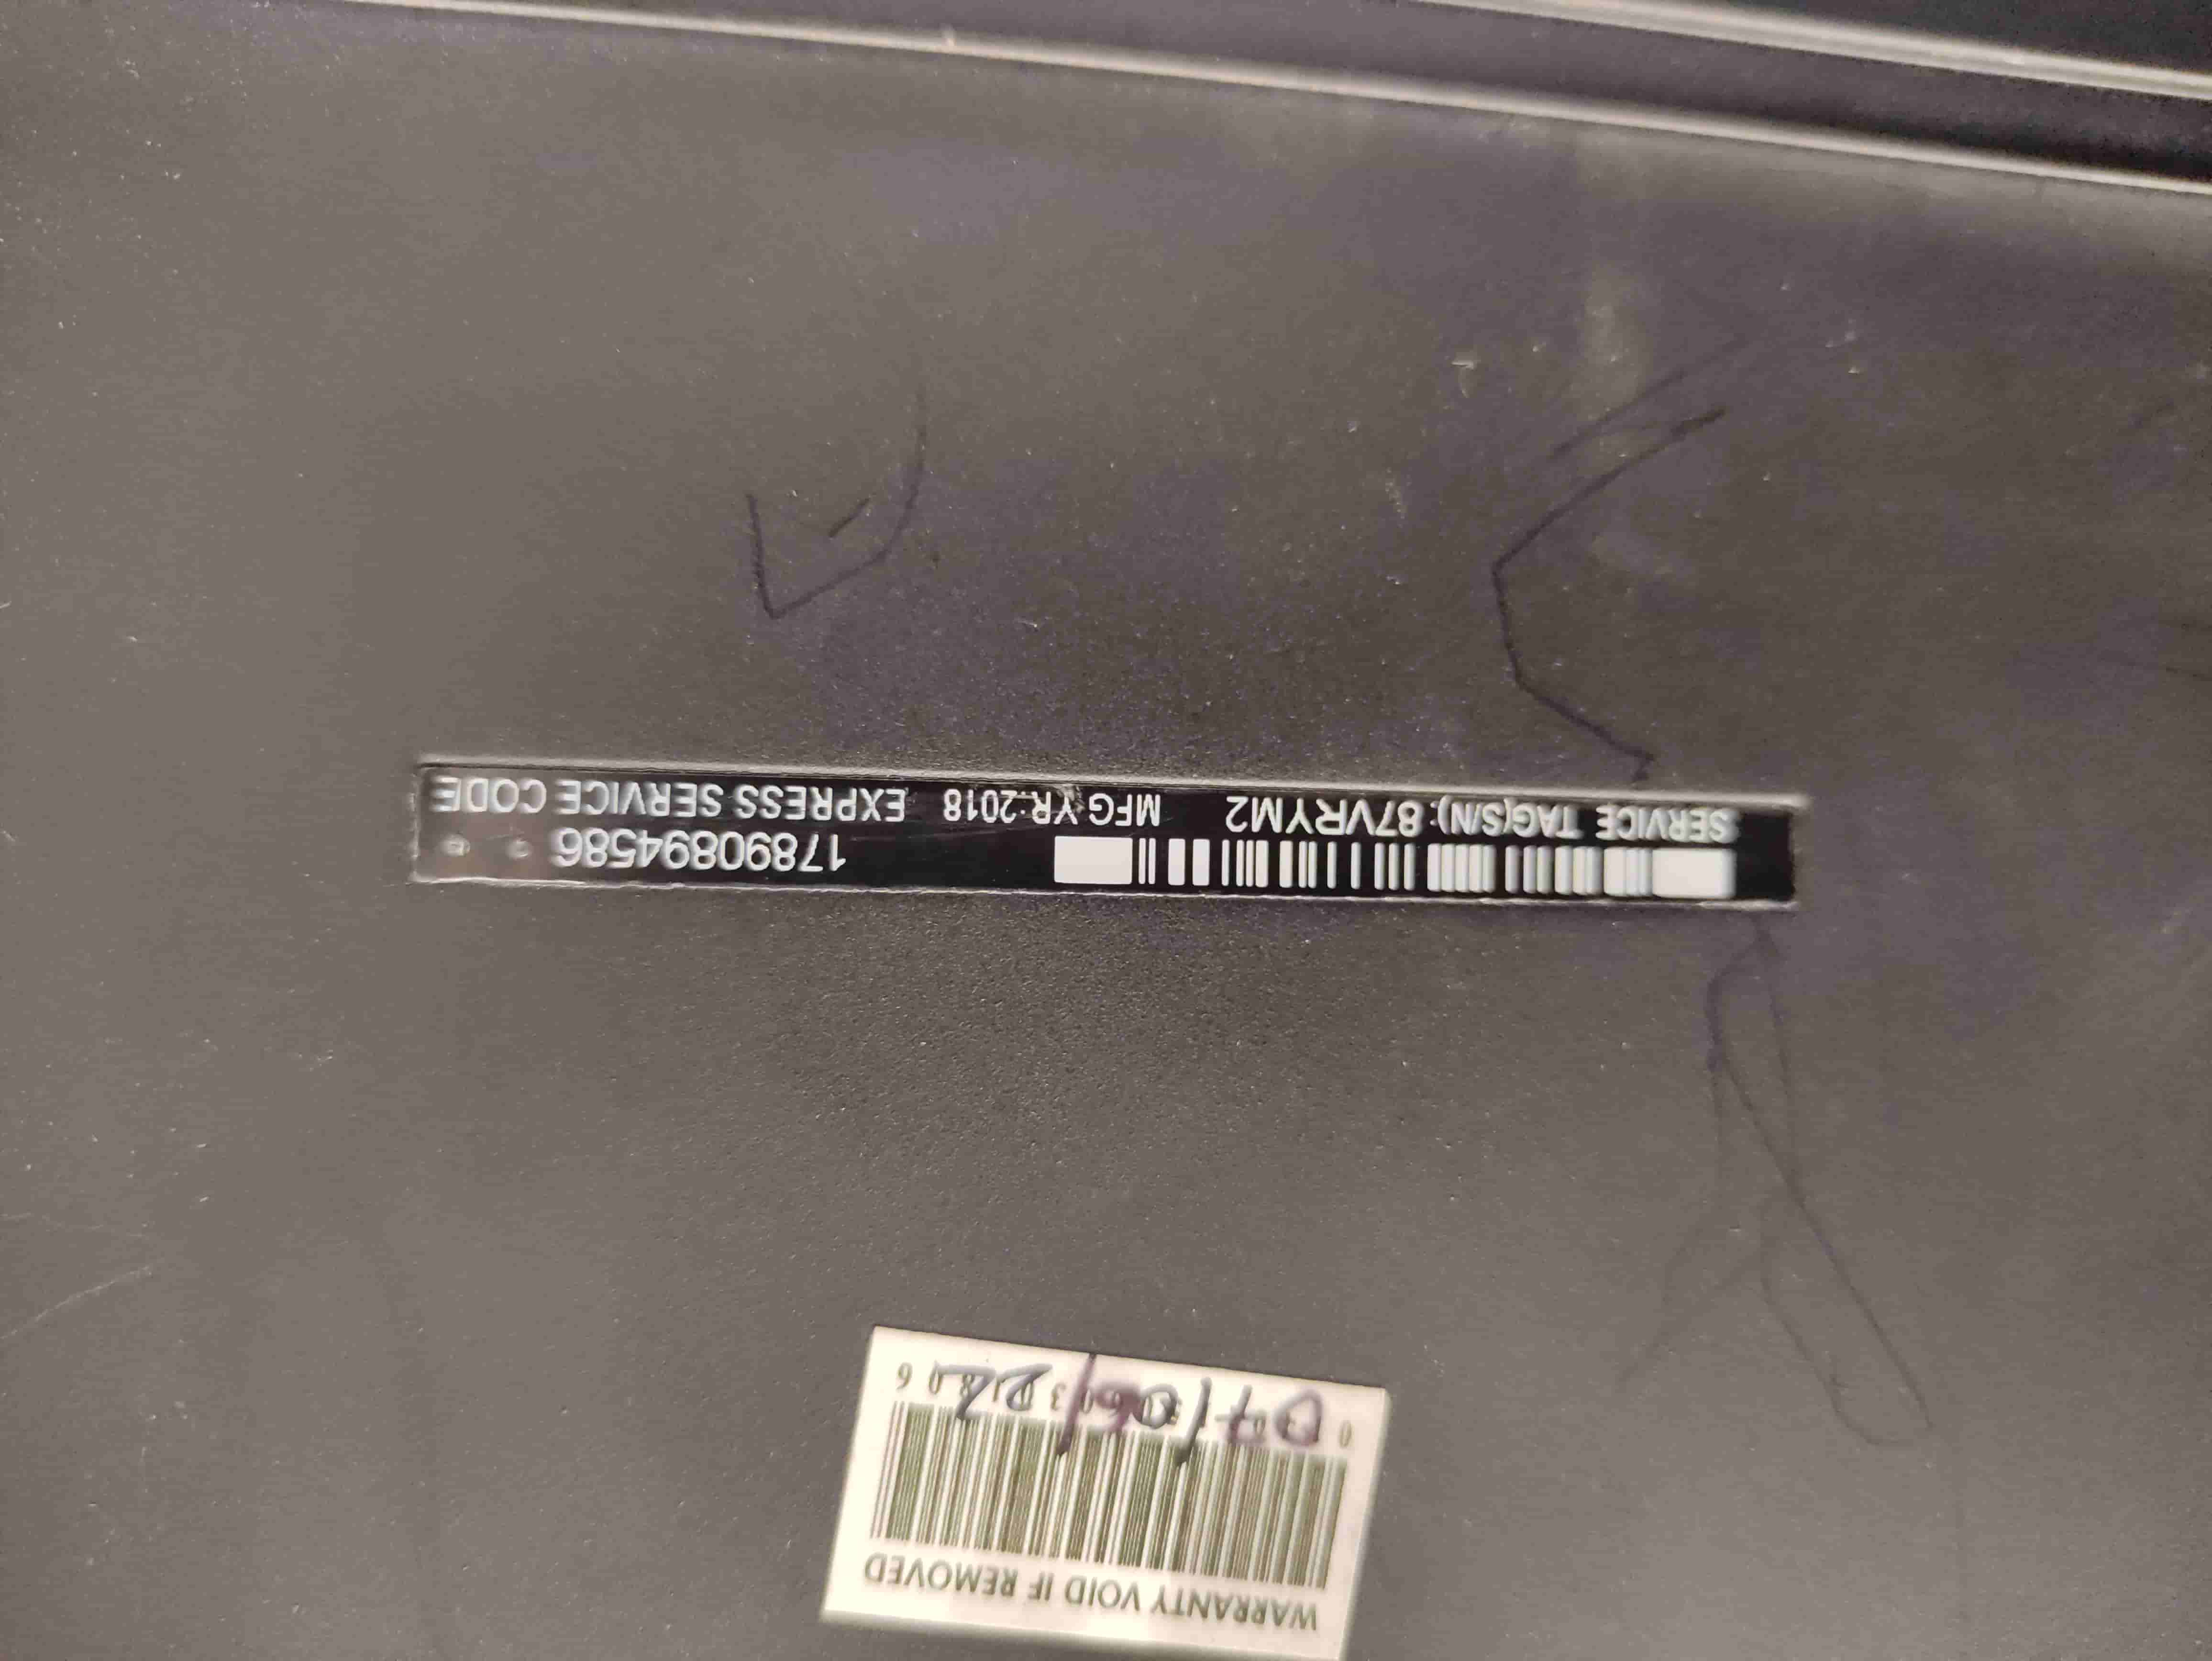 WARRANTY VOID IF REMOVED
07/06/22
SERVICE TAG(S/N): 87VRYM2 MFG YR:2018 EXPRESS SERVICE CODE
17890894586